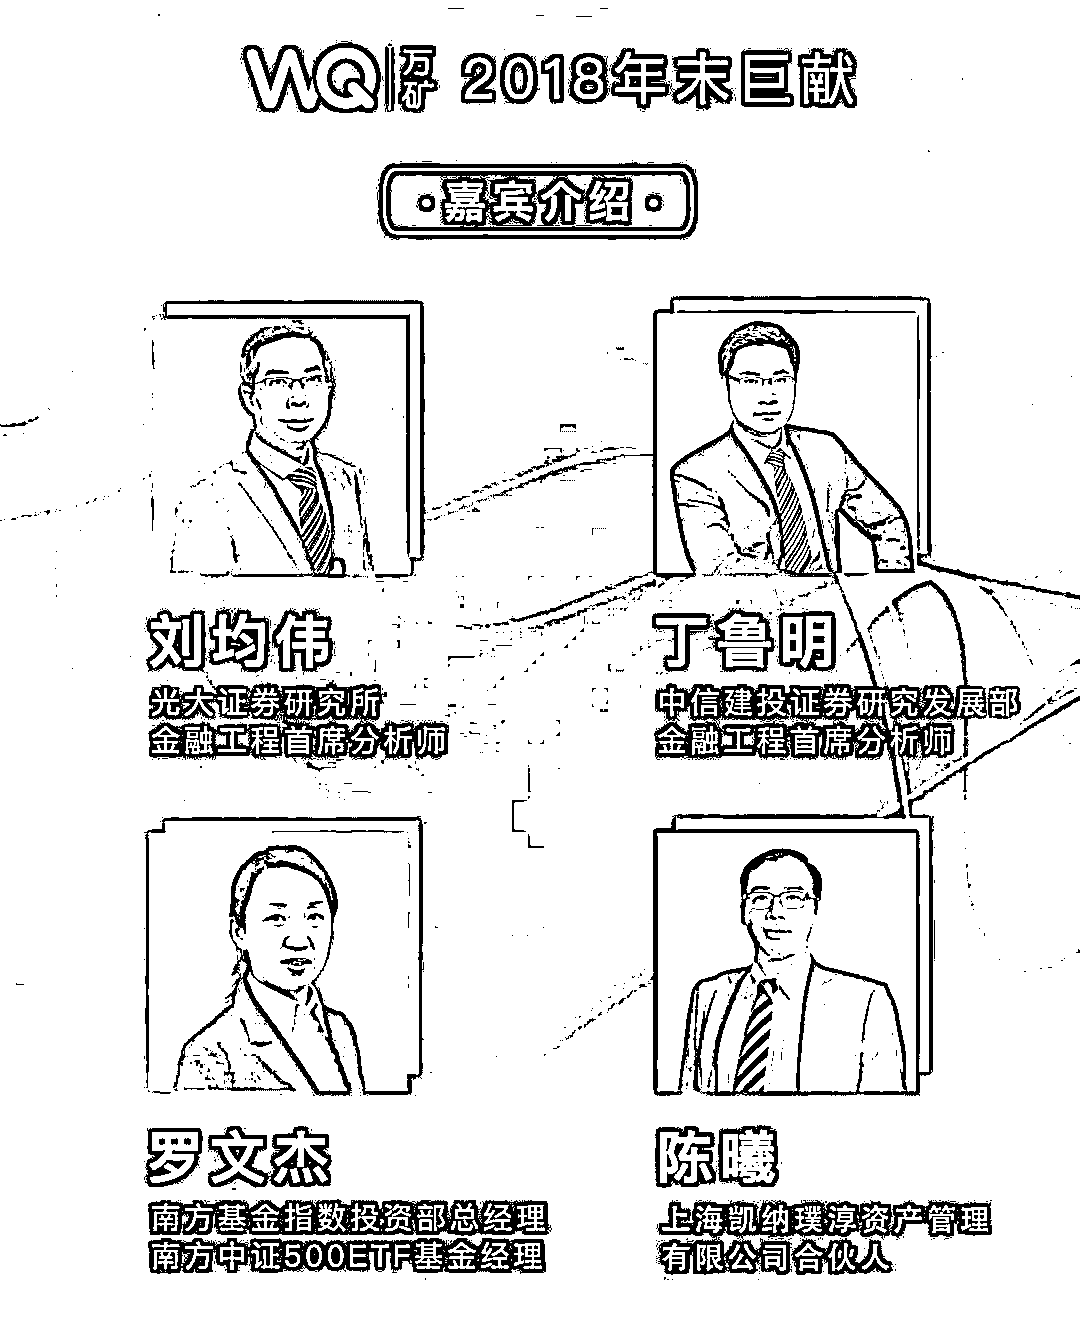 WQ 万矿 2018年末巨献
·嘉宾介绍·
刘均伟
光大证券研究所
金融工程首席分析师
丁鲁明
中信建投证券研究发展部
金融工程首席分析师
罗文杰
南方基金指数投资部总经理
南方中证500ETF基金经理
陈曦
上海凯纳璞淳资产管理
有限公司合伙人